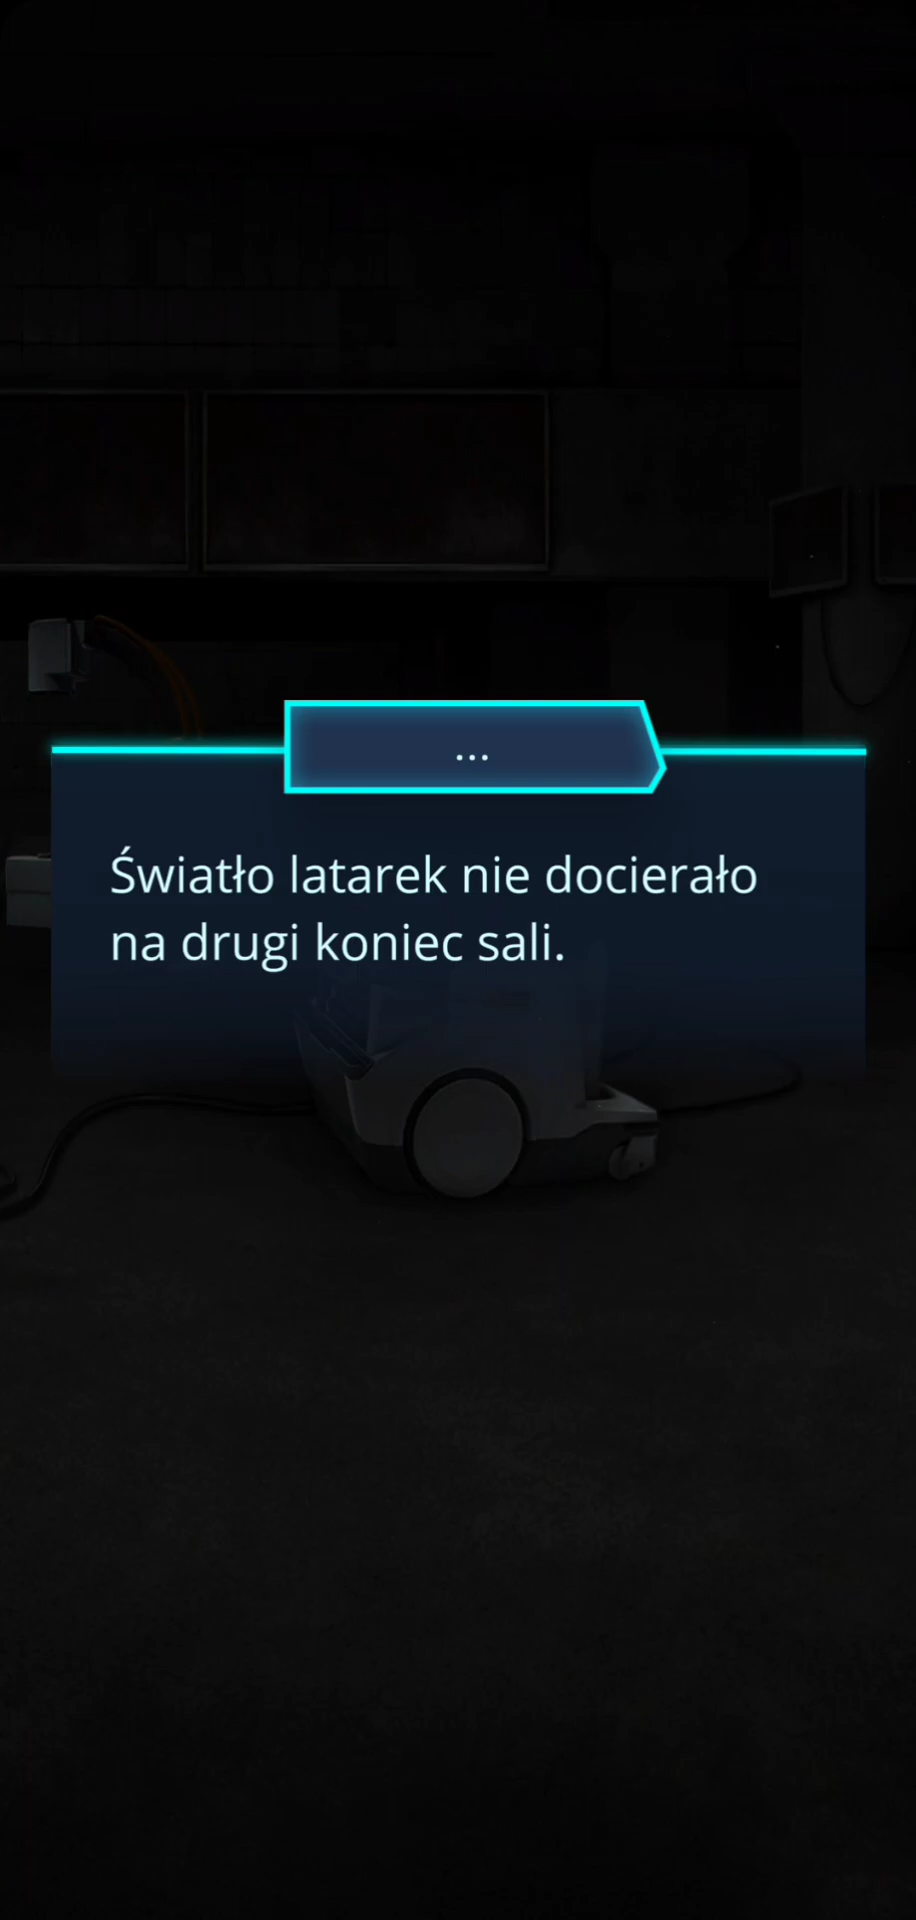 ...
Światło latarek nie docierało
na drugi koniec sali.